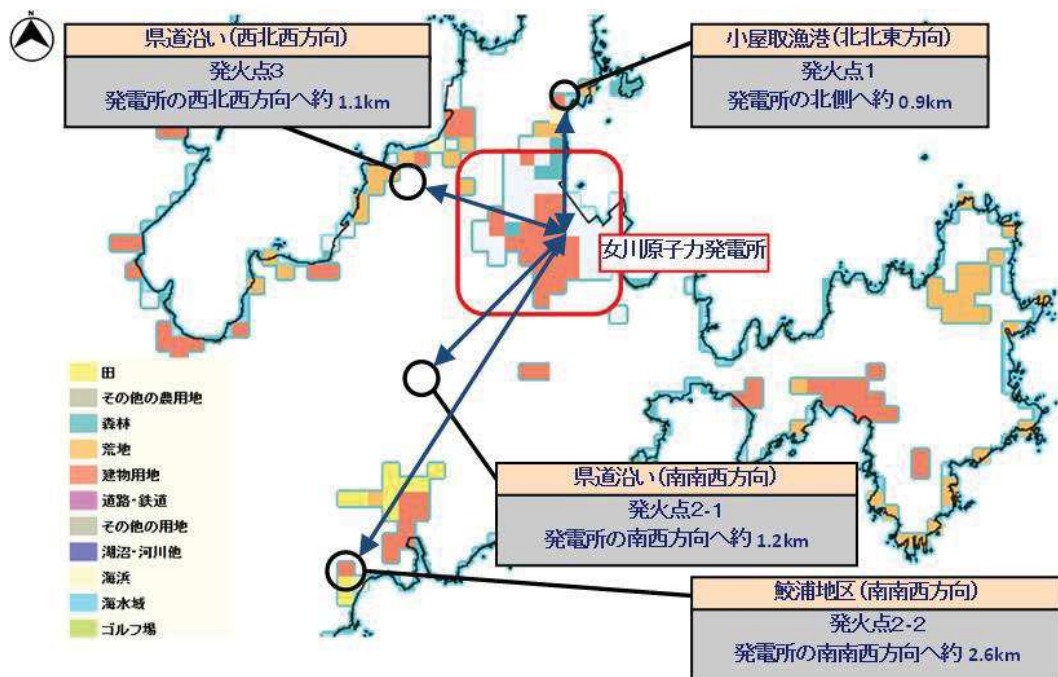 県道沿い(西北西方向)
発火点3
発電所の西北西方向へ約 1.1km
小屋取漁港(北北東方向)
発火点1
発電所の北側へ約 0.9km
女川原子力発電所
田
その他の農用地
森林
荒地
建物用地
道路・鉄道
その他の用地
湖沼・河川他
海浜
海水域
ゴルフ場
県道沿い(南南西方向)
発火点2-1
発電所の南西方向へ約 1.2km
鮫浦地区(南南西方向)
発火点2-2
発電所の南南西方向へ約 2.6km